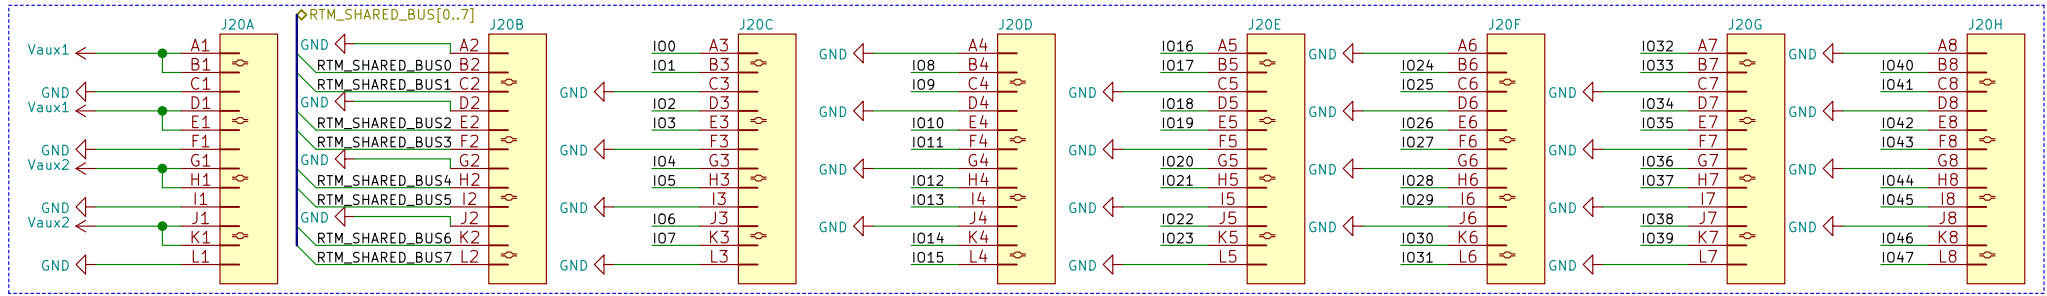 RTM_SHARED_BUS[0..7]
J20A
Vaux1 A1
B1
GND C1
Vaux1 D1
E1
GND F1
Vaux2 G1
H1
GND I1
Vaux2 J1
K1
GND L1
J20B
GND A2
RTM_SHARED_BUS0 B2
RTM_SHARED_BUS1 C2
GND D2
RTM_SHARED_BUS2 E2
RTM_SHARED_BUS3 F2
GND G2
RTM_SHARED_BUS4 H2
RTM_SHARED_BUS5 I2
GND J2
RTM_SHARED_BUS6 K2
RTM_SHARED_BUS7 L2
J20C
IO0 A3
IO1 B3
GND C3
IO2 D3
IO3 E3
GND F3
IO4 G3
IO5 H3
GND I3
IO6 J3
IO7 K3
GND L3
J20D
GND A4
IO8 B4
IO9 C4
GND D4
IO10 E4
IO11 F4
GND G4
IO12 H4
IO13 I4
GND J4
IO14 K4
IO15 L4
J20E
IO16 A5
IO17 B5
GND C5
IO18 D5
IO19 E5
GND F5
IO20 G5
IO21 H5
GND I5
IO22 J5
IO23 K5
GND L5
J20F
GND A6
IO24 B6
IO25 C6
GND D6
IO26 E6
IO27 F6
GND G6
IO28 H6
IO29 I6
GND J6
IO30 K6
IO31 L6
J20G
IO32 A7
IO33 B7
GND C7
IO34 D7
IO35 E7
GND F7
IO36 G7
IO37 H7
GND I7
IO38 J7
IO39 K7
GND L7
J20H
GND A8
IO40 B8
IO41 C8
GND D8
IO42 E8
IO43 F8
GND G8
IO44 H8
IO45 I8
GND J8
IO46 K8
IO47 L8